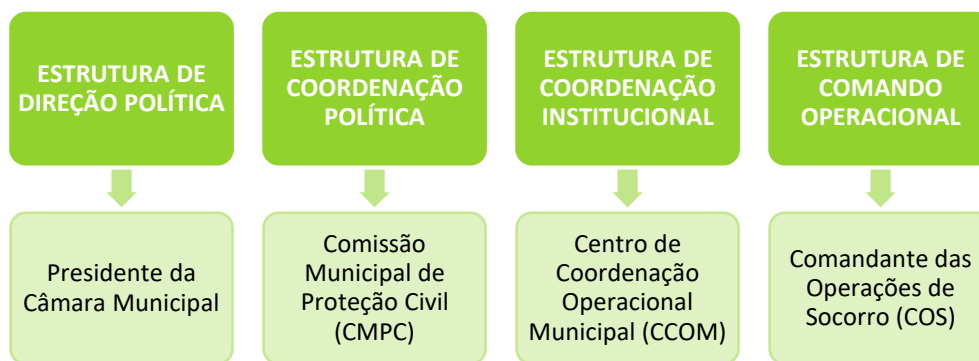 ESTRUTURA DE
DIREÇÃO POLÍTICA
ESTRUTURA DE
COORDENAÇÃO
POLÍTICA
ESTRUTURA DE
COORDENAÇÃO
INSTITUCIONAL
ESTRUTURA DE
COMANDO
OPERACIONAL
Presidente da
Câmara Municipal
Comissão
Municipal de
Proteção Civil
(CMPC)
Centro de
Coordenação
Operacional
Municipal (CCOM)
Comandante das
Operações de
Socorro (COS)